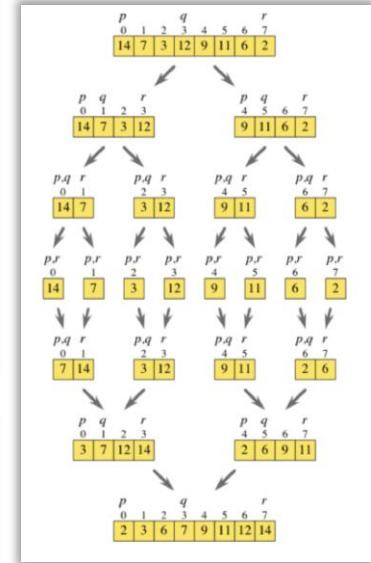 p q r
0 1 2 3 4 5 6 7
14 7 3 12 9 11 6 2
p q r p q r
0 1 2 3 4 5 6 7
14 7 3 12 9 11 6 2
p,q r p,q r p,q r p,q r
0 1 2 3 4 5 6 7
14 7 3 12 9 11 6 2
p,r p,r p,r p,r p,r p,r p,r p,r
0 1 2 3 4 5 6 7
14 7 3 12 9 11 6 2
p,q r p,q r p,q r p,q r
0 1 2 3 4 5 6 7
7 14 3 12 9 11 2 6
p q r p q r
0 1 2 3 4 5 6 7
3 7 12 14 2 6 9 11
p q r
0 1 2 3 4 5 6 7
2 3 6 7 9 11 12 14